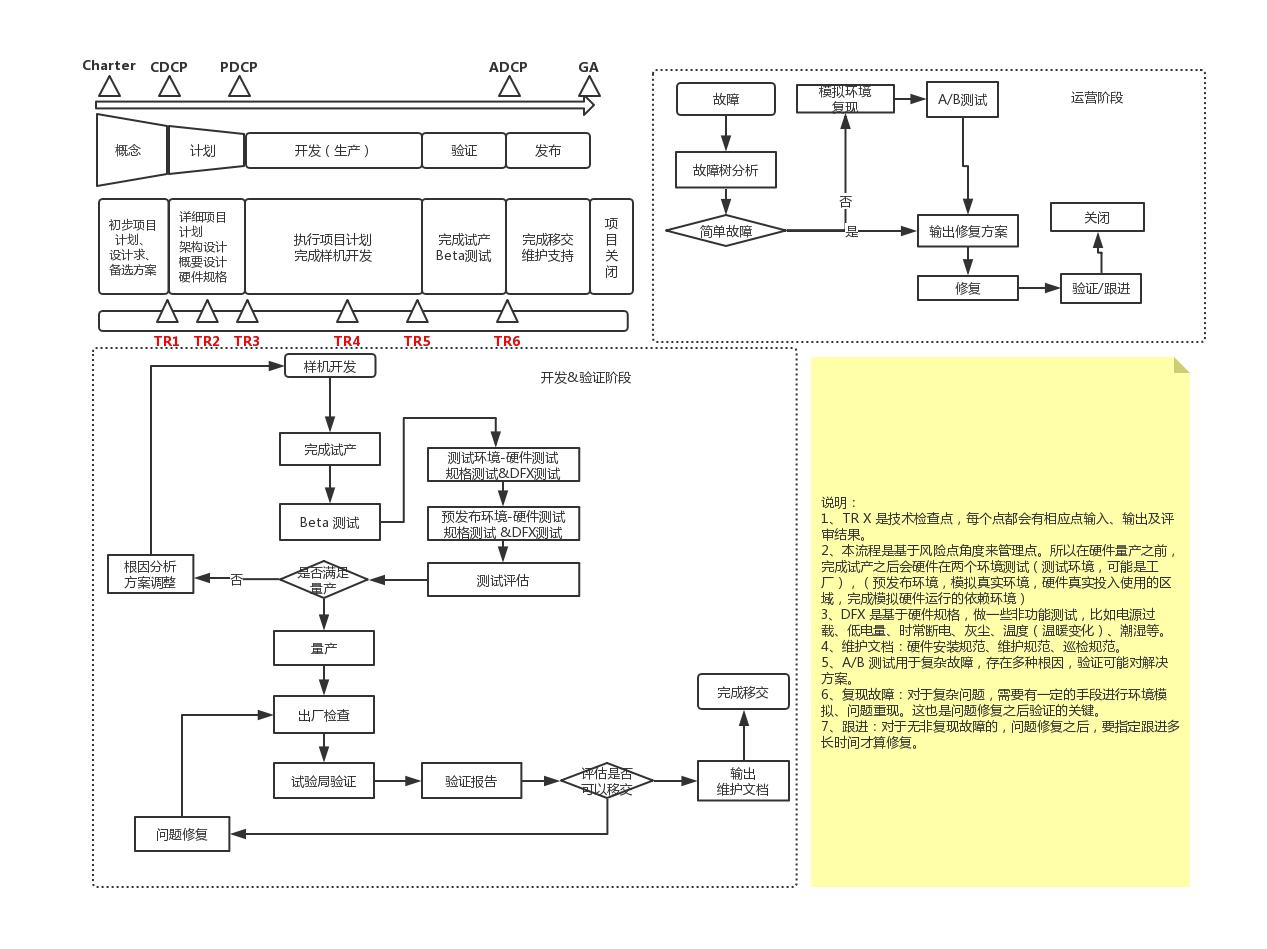 Charter
CDCP
PDCP
ADCP
GA
概念
计划
开发（生产）
验证
发布
初步项目
计划、
设计求、
备选方案
详细项目
计划
架构设计
概要设计
硬件规格
执行项目计划
完成样机开发
完成试产
Beta测试
完成移交
维护支持
项
目
关
闭
TR1
TR2
TR3
TR4
TR5
TR6
故障
模拟环境
复现
A/B测试
运营阶段
故障树分析
否
简单故障
是
输出修复方案
关闭
修复
验证/跟进
样机开发
开发&验证阶段
完成试产
测试环境-硬件测试
规格测试&DFX测试
Beta 测试
预发布环境-硬件测试
规格测试 &DFX测试
根因分析
方案调整
否
是否满足
量产
测试评估
量产
出厂检查
完成移交
试验局验证
验证报告
评估是否
可以移交
输出
维护文档
问题修复
说明：
1、TR X 是技术检查点，每个点都会有相应点输入、输出及评
审结果。
2、本流程是基于风险点角度来管理点。所以在硬件量产之前，
完成试产之后会硬件在两个环境测试（测试环境，可能是工
厂），（预发布环境，模拟真实环境，硬件真实投入使用的区
域，完成模拟硬件运行的依赖环境）
3、DFX 是基于硬件规格，做一些非功能测试，比如电源过
载、低电量、时常断电、灰尘、温度（温暖变化）、潮湿等。
4、维护文档：硬件安装规范、维护规范、巡检规范。
5、A/B 测试用于复杂故障，存在多种根因，验证可能对解决
方案。
6、复现故障：对于复杂问题，需要有一定的手段进行环境模
拟、问题重现。这也是问题修复之后验证的关键。
7、跟进：对于无非复现故障的，问题修复之后，要指定跟进多
长时间才算修复。